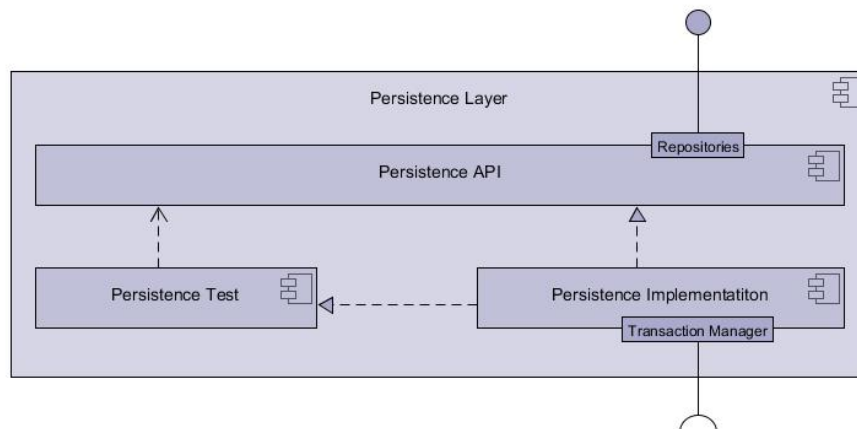 Persistence Layer
Repositories
Persistence API
Persistence Test
Persistence Implementatiton
Transaction Manager